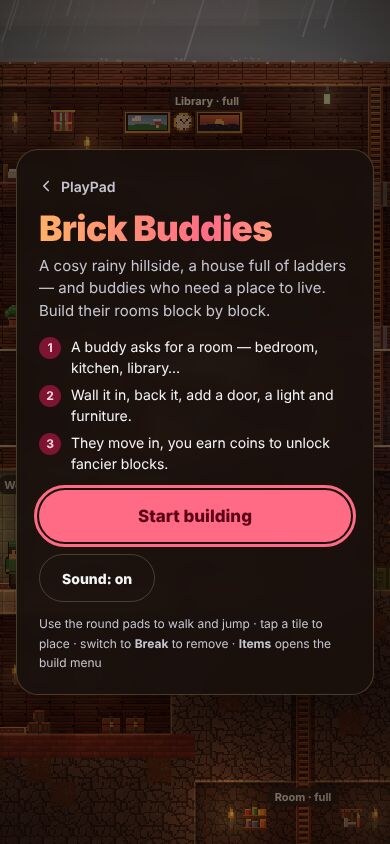 Library · full
PlayPad
Brick Buddies
A cosy rainy hillside, a house full of ladders
— and buddies who need a place to live.
Build their rooms block by block.
1 A buddy asks for a room — bedroom,
kitchen, library...
2 Wall it in, back it, add a door, a light and
furniture.
3 They move in, you earn coins to unlock
fancier blocks.
Start building
Sound: on
Use the round pads to walk and jump · tap a tile to
place · switch to Break to remove · Items opens the
build menu
Room · full